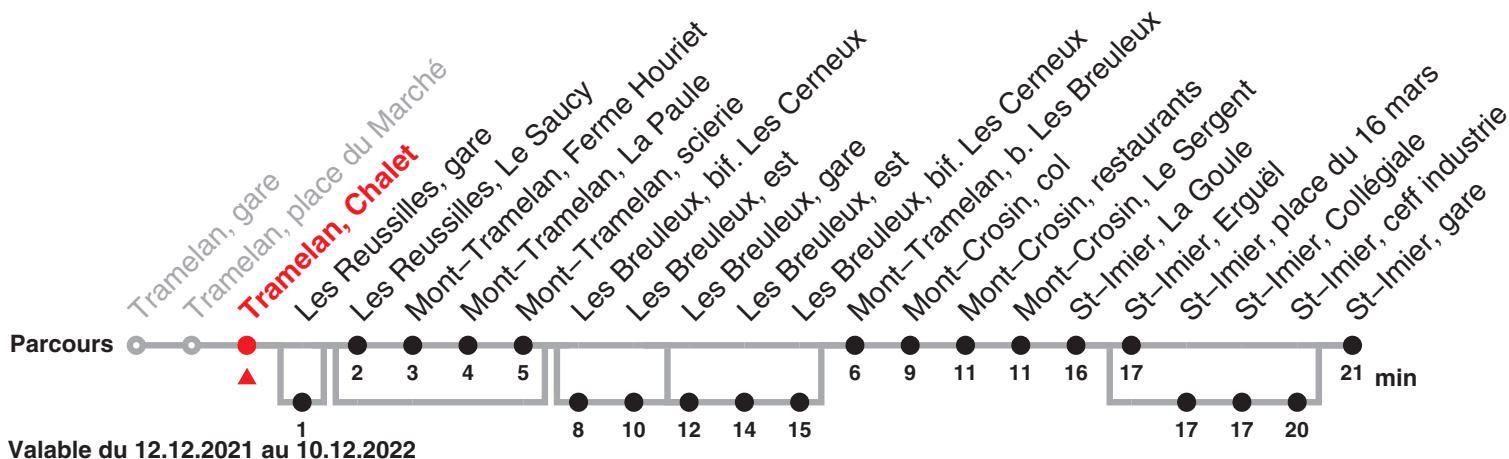 Tramelan, gare
Tramelan, place du Marché
Tramelan, Chalet
Les Reussilles, gare
Les Reussilles, Le Saucy
Mont–Tramelan, Ferme Houriet
Mont–Tramelan, La Paule
Mont–Tramelan, scierie
Les Breuleux, bif. Les Cerneux
Les Breuleux, est
Les Breuleux, gare
Les Breuleux, est
Les Breuleux, bif. Les Cerneux
Mont–Tramelan, b. Les Breuleux
Mont–Crosin, col
Mont–Crosin, restaurants
Mont–Crosin, Le Sergent
St–Imier, La Goule
St–Imier, Erguël
St–Imier, place du 16 mars
St–Imier, Collégiale
St–Imier, ceff industrie
St–Imier, gare
Parcours
2 3 4 5 6 9 11 11 16 17 21 min
1 8 10 12 14 15 17 17 20
Valable du 12.12.2021 au 10.12.2022